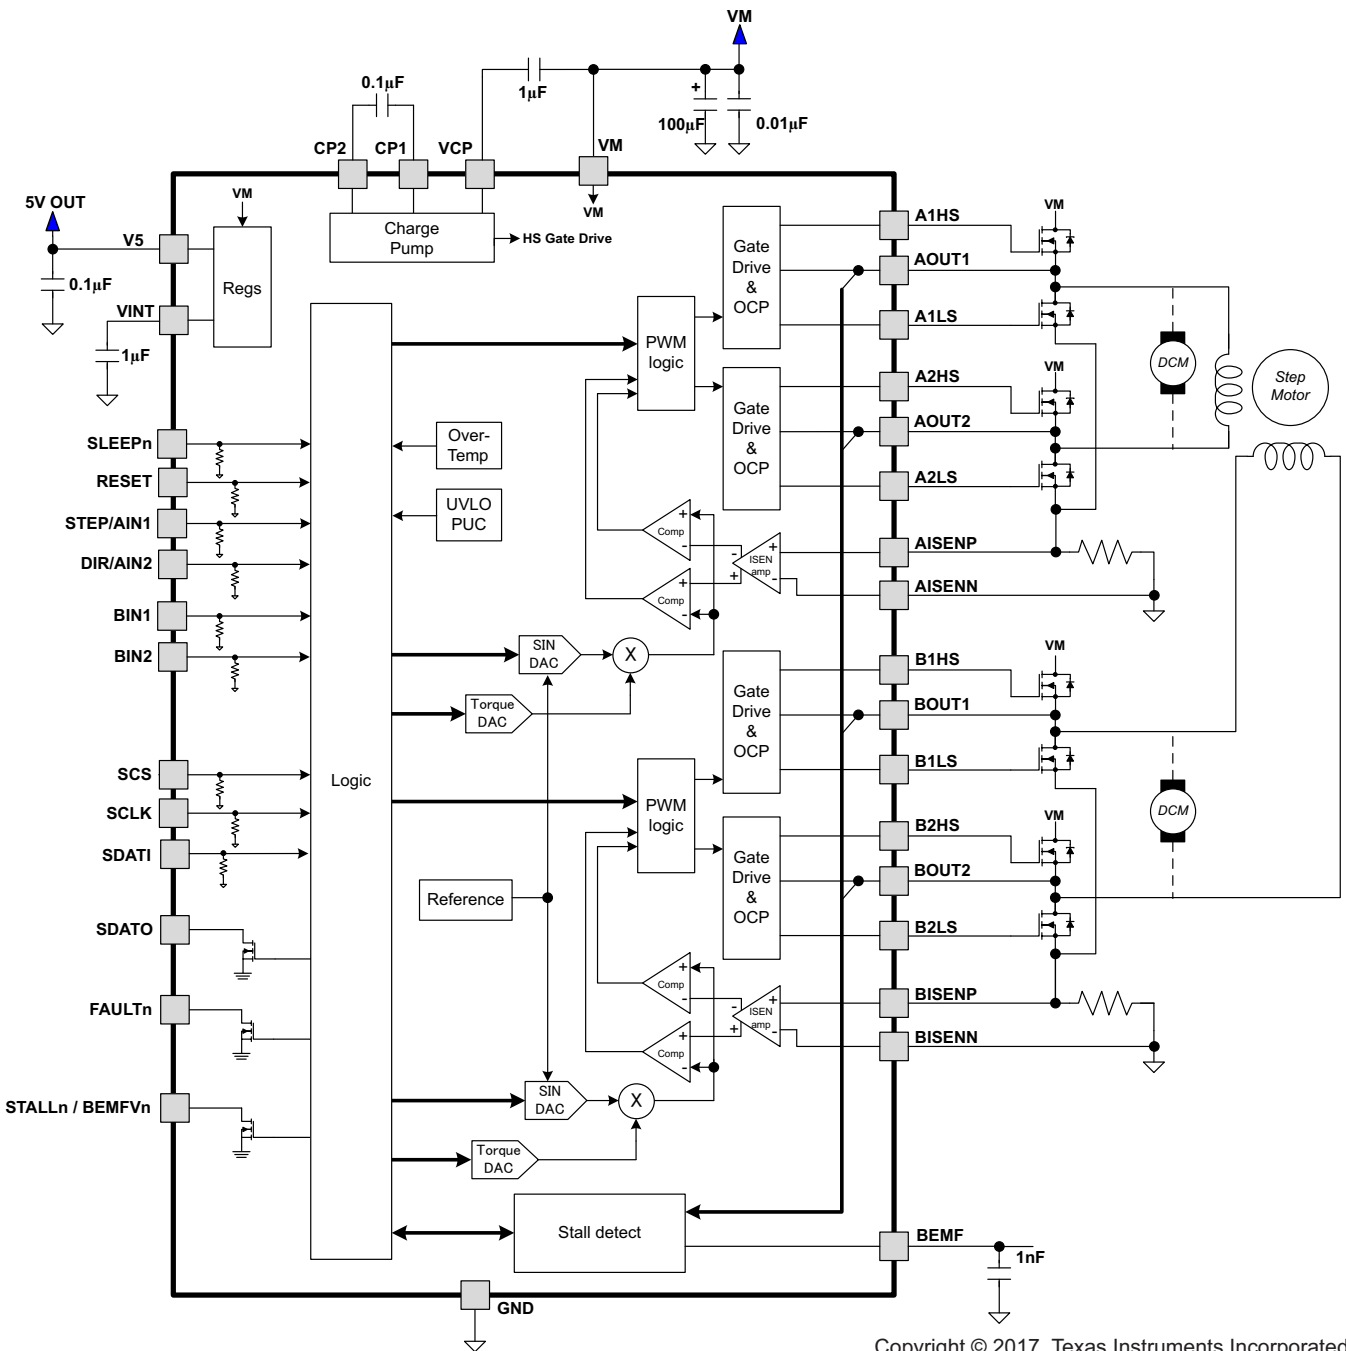 VM
0.1µF
1µF
+
100µF
0.01µF
CP2
CP1
VCP
VM
5V OUT
VM
VM
A1HS
VM
V5
Charge
Pump
HS Gate Drive
Gate
Drive
&
OCP
AOUT1
0.1µF
Regs
VINT
A1LS
1µF
PWM
logic
DCM
Step
Motor
A2HS
VM
Gate
Drive
&
OCP
AOUT2
SLEEPn
Over-
Temp
RESET
A2LS
UVLO
PUC
STEP/AIN1
+
Comp
-
AISENP
DIR/AIN2
-
+
ISEN
amp
+
-
+
Comp
-
AISENN
BIN1
BIN2
SIN
DAC
X
B1HS
VM
Torque
DAC
Gate
Drive
&
OCP
BOUT1
SCS
Logic
B1LS
SCLK
PWM
logic
DCM
SDATI
B2HS
VM
Gate
Drive
&
OCP
BOUT2
Reference
SDATO
B2LS
+
Comp
-
BISENP
FAULTn
-
+
ISEN
amp
+
-
+
Comp
-
BISENN
SIN
DAC
X
STALLn / BEMFVn
Torque
DAC
Stall detect
BEMF
1nF
GND
Copyright © 2017, Texas Instruments Incorporated